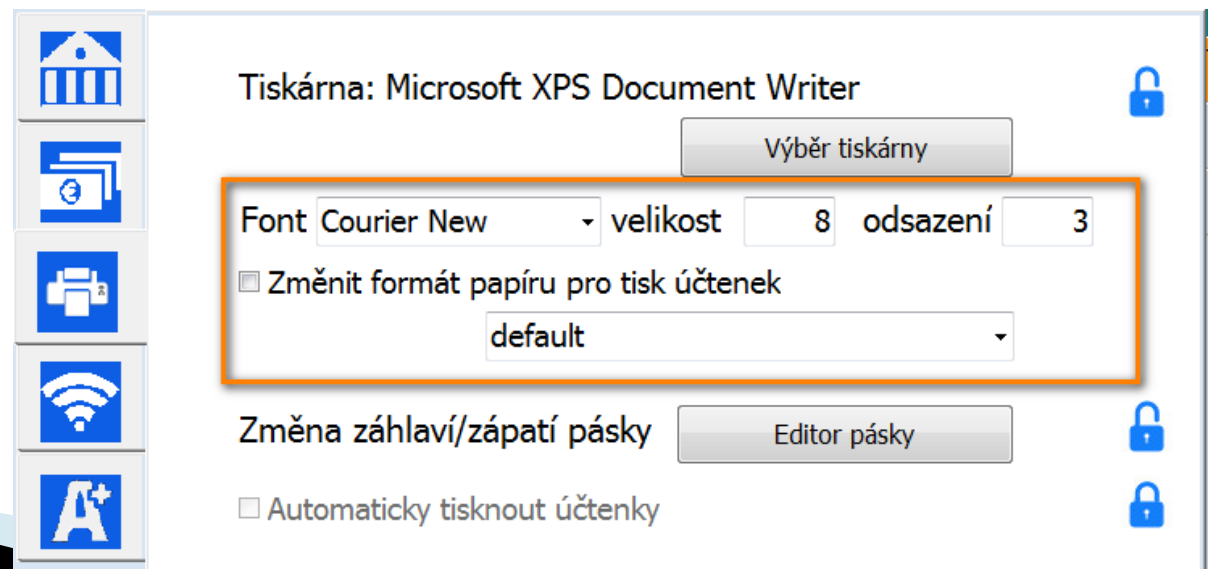 Tiskárna: Microsoft XPS Document Writer
Výběr tiskárny
Font Courier New velikost 8 odsazení 3
Změnit formát papíru pro tisk účtenek
default
Změna záhlaví/zápatí pásky Editor pásky
Automaticky tisknout účtenky
A+